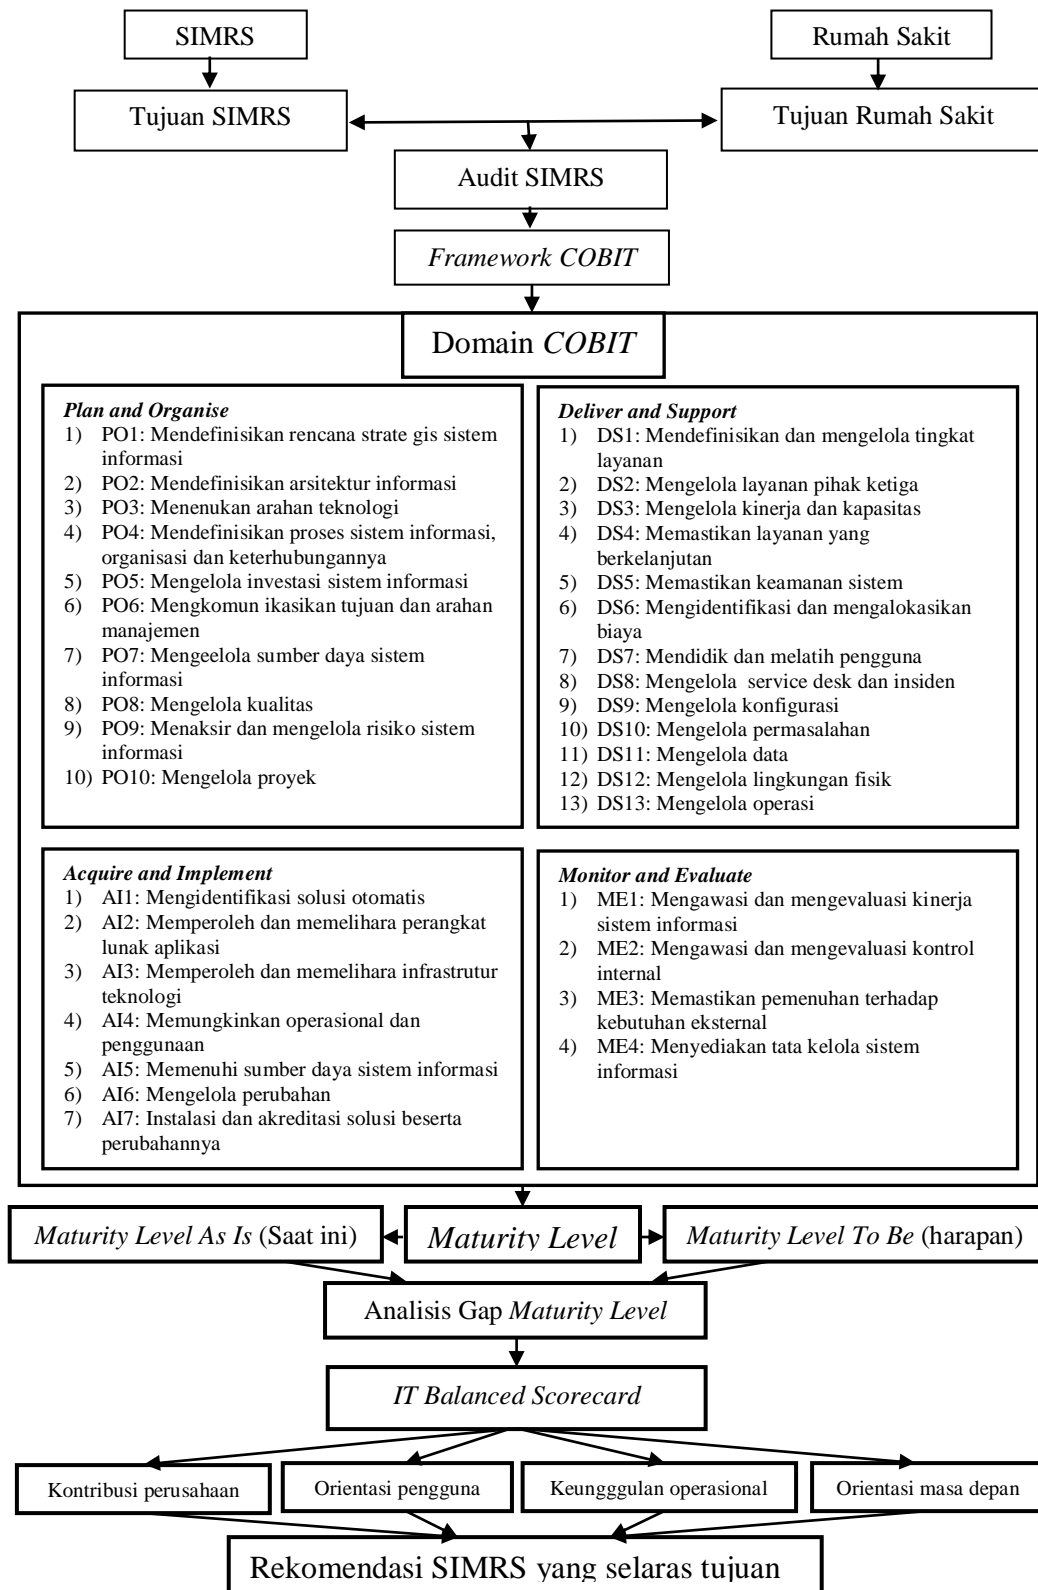 SIMRS
Rumah Sakit
Tujuan SIMRS
Tujuan Rumah Sakit
Audit SIMRS
Framework COBIT
Domain COBIT
Plan and Organise
1) PO1: Mendefinisikan rencana strate gis sistem
informasi
2) PO2: Mendefinisikan arsitektur informasi
3) PO3: Menenukan arahan teknologi
4) PO4: Mendefinisikan proses sistem informasi,
organisasi dan keterhubungannya
5) PO5: Mengelola investasi sistem informasi
6) PO6: Mengkomun ikasikan tujuan dan arahan
manajemen
7) PO7: Mengeelola sumber daya sistem
informasi
8) PO8: Mengelola kualitas
9) PO9: Menaksir dan mengelola risiko sistem
informasi
10) PO10: Mengelola proyek
Deliver and Support
1) DS1: Mendefinisikan dan mengelola tingkat
layanan
2) DS2: Mengelola layanan pihak ketiga
3) DS3: Mengelola kinerja dan kapasitas
4) DS4: Memastikan layanan yang
berkelanjutan
5) DS5: Memastikan keamanan sistem
6) DS6: Mengidentifikasi dan mengalokasikan
biaya
7) DS7: Mendidik dan melatih pengguna
8) DS8: Mengelola  service desk dan insiden
9) DS9: Mengelola konfigurasi
10) DS10: Mengelola permasalahan
11) DS11: Mengelola data
12) DS12: Mengelola lingkungan fisik
13) DS13: Mengelola operasi
Acquire and Implement
1) AI1: Mengidentifikasi solusi otomatis
2) AI2: Memperoleh dan memelihara perangkat
lunak aplikasi
3) AI3: Memperoleh dan memelihara infrastrutur
teknologi
4) AI4: Memungkinkan operasional dan
penggunaan
5) AI5: Memenuhi sumber daya sistem informasi
6) AI6: Mengelola perubahan
7) AI7: Instalasi dan akreditasi solusi beserta
perubahannya
Monitor and Evaluate
1) ME1: Mengawasi dan mengevaluasi kinerja
sistem informasi
2) ME2: Mengawasi dan mengevaluasi kontrol
internal
3) ME3: Memastikan pemenuhan terhadap
kebutuhan eksternal
4) ME4: Menyediakan tata kelola sistem
informasi
Maturity Level As Is (Saat ini)
Maturity Level
Maturity Level To Be (harapan)
Analisis Gap Maturity Level
IT Balanced Scorecard
Kontribusi perusahaan
Orientasi pengguna
Keungggulan operasional
Orientasi masa depan
Rekomendasi SIMRS yang selaras tujuan